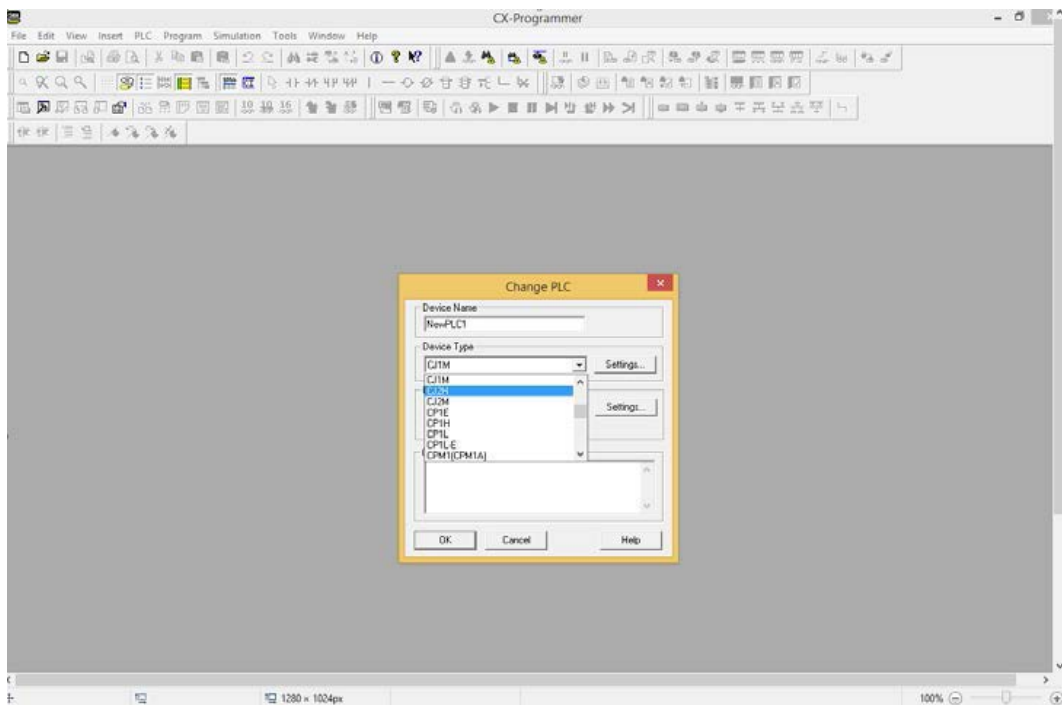 CX-Programmer
File Edit View Insert PLC Program Simulation Tools Window Help
Change PLC
Device Name
NewPLC1
Device Type
CJ1M
Settings...
CJ1M
CJ2H
CJ2M
CP1E
CP1H
CP1L
CP1L-E
CPM1(CPM1A)
Settings...
OK Cancel Help
1280 × 1024px
100%